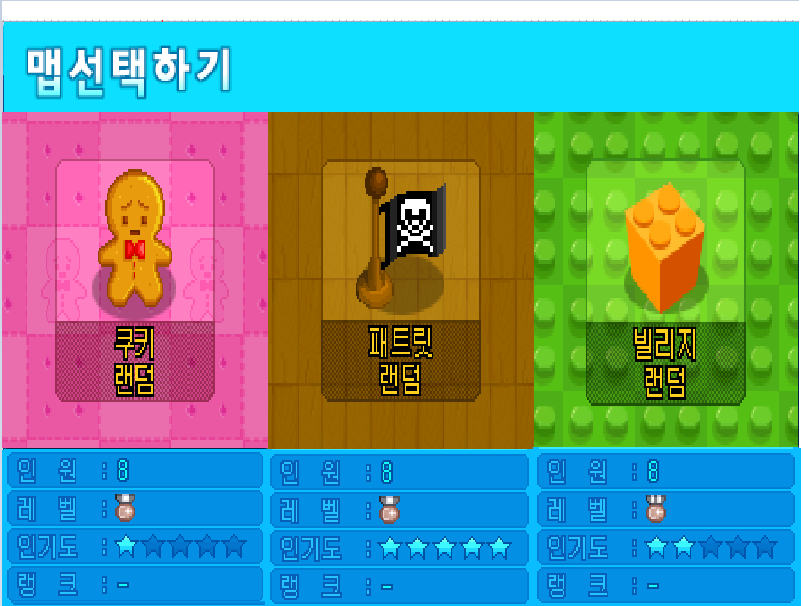 맵선택하기
쿠키
랜덤
패트릿
랜덤
빌리지
랜덤
인 원 : 8
레 벨 :
인기도 :
랭 크 : -
인 원 : 8
레 벨 :
인기도 :
랭 크 : -
인 원 : 8
레 벨 :
인기도 :
랭 크 : -